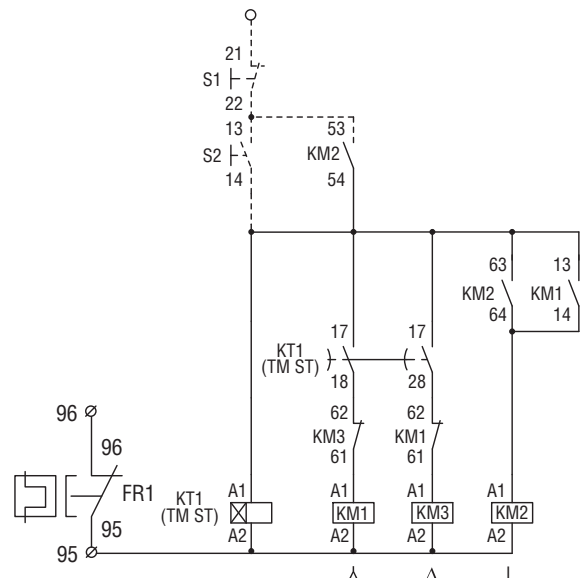 21
S1
22
13
S2
14
53
KM2
54
63
KM2
64
13
KM1
14
KT1
(TM ST)
17
18
17
28
62
KM3
61
62
KM1
61
96
96
FR1
95
95
KT1
(TM ST)
A1
A2
A1
KM1
A2
A1
KM3
A2
A1
KM2
A2